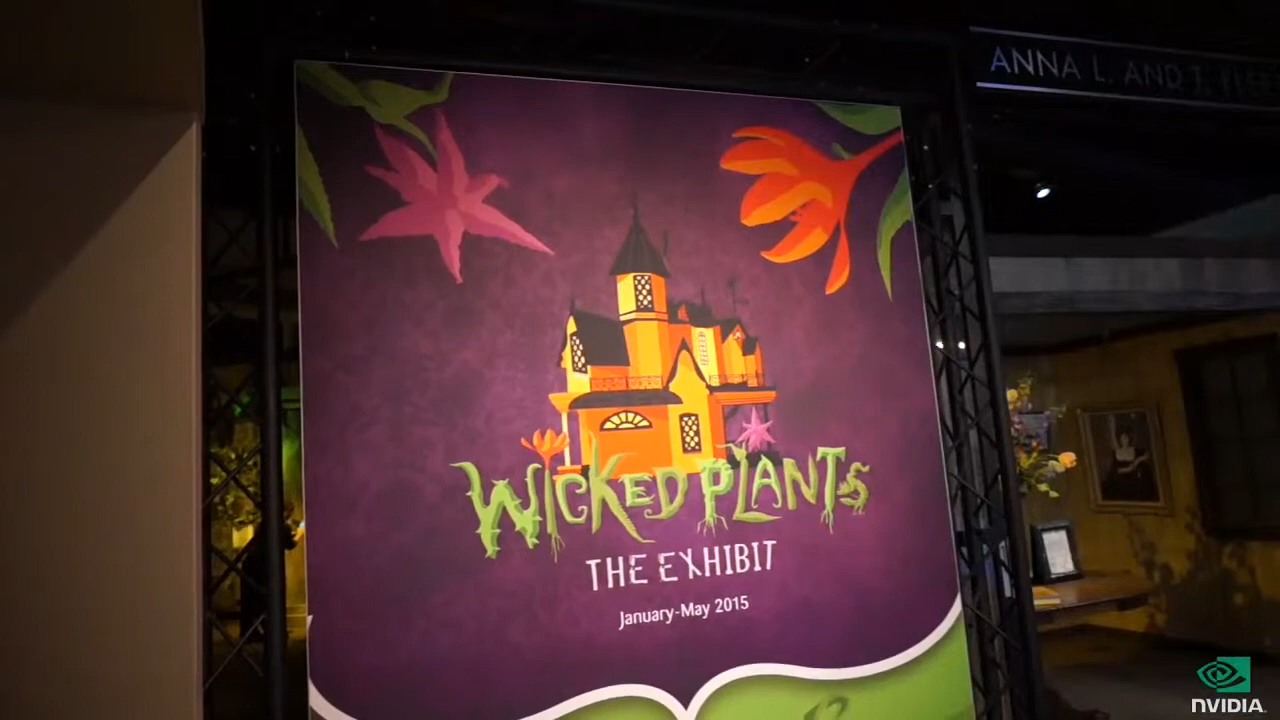 ANNA L. AND J.
WICKED PLANTS
THE EXHIBIT
January-May 2015
NVIDIA